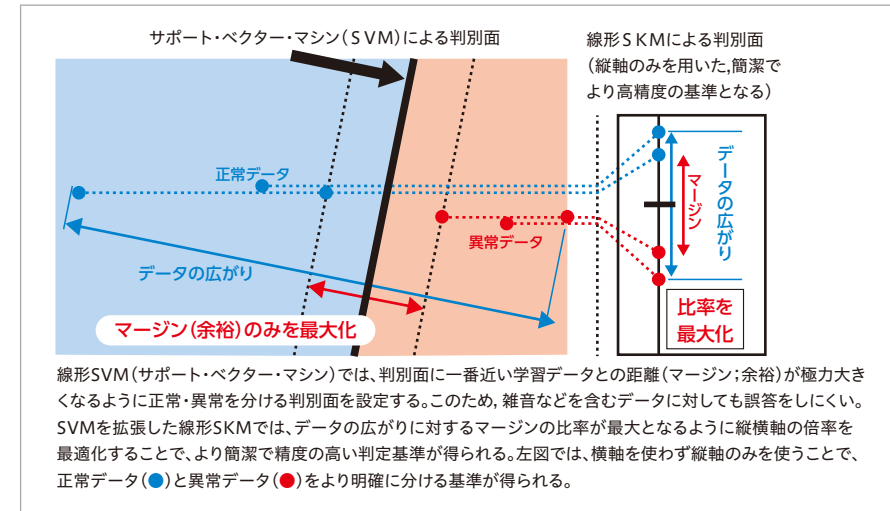 サポート・ベクター・マシン(SVM)による判別面
線形SKMによる判別面
(縦軸のみを用いた,簡潔で
より高精度の基準となる)
正常データ
異常データ
データの広がり
マージン(余裕)のみを最大化
データの広がり
マージン
比率を
最大化
線形SVM(サポート・ベクター・マシン)では、判別面に一番近い学習データとの距離(マージン;余裕)が極力大き
くなるように正常・異常を分ける判別面を設定する。このため,雑音などを含むデータに対しても誤答をしにくい。
SVMを拡張した線形SKMでは、データの広がりに対するマージンの比率が最大となるように縦横軸の倍率を
最適化することで、より簡潔で精度の高い判定基準が得られる。左図では、横軸を使わず縦軸のみを使うことで、
正常データ(●)と異常データ(●)をより明確に分ける基準が得られる。